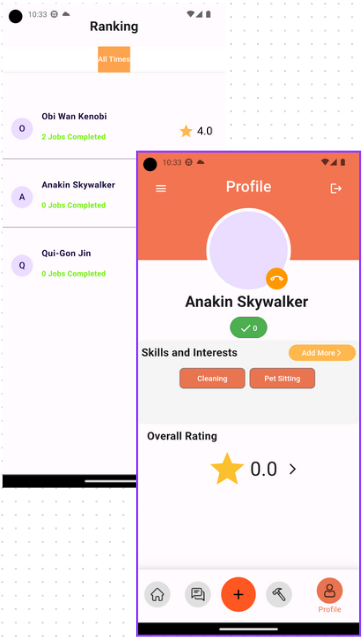 10:33
Ranking
All Times
O
Obi Wan Kenobi
2 Jobs Completed
4.0
A
Anakin Skywalker
0 Jobs Completed
Q
Qui-Gon Jin
0 Jobs Completed
10:33
Profile
Anakin Skywalker
0
Skills and Interests
Add More
Cleaning
Pet Sitting
Overall Rating
0.0
Profile